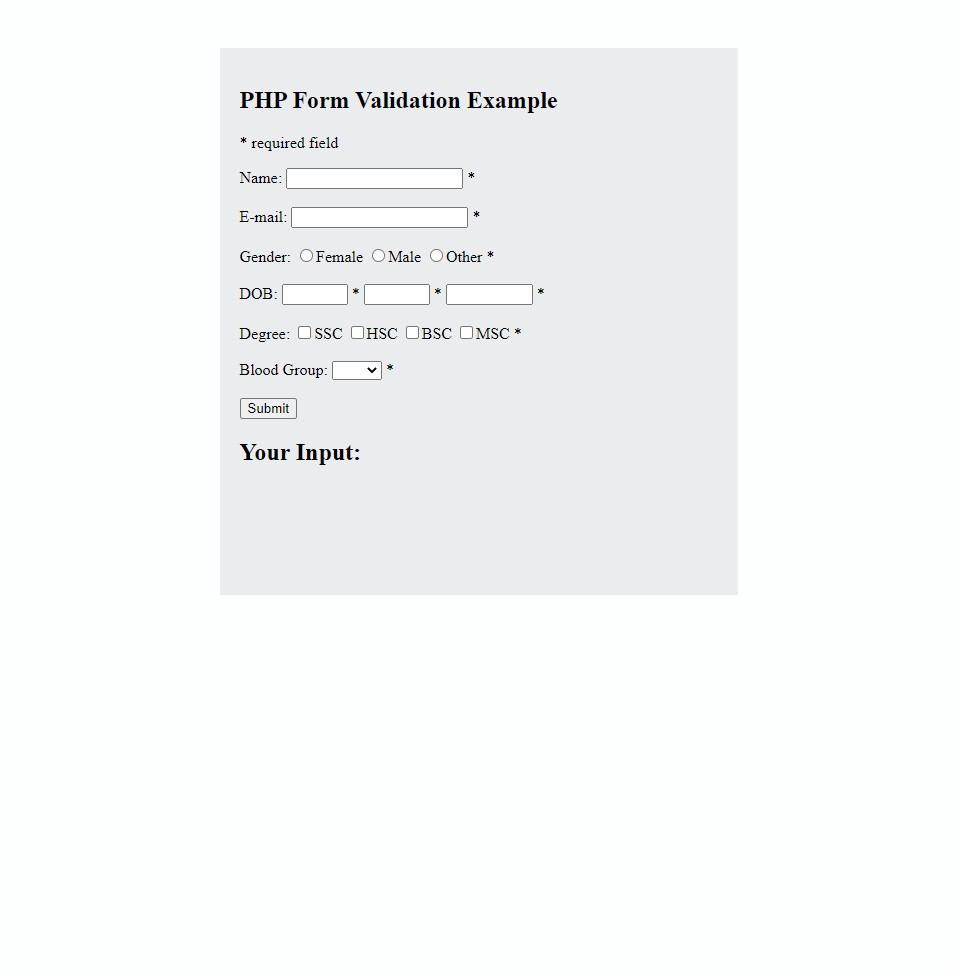 PHP Form Validation Example
* required field
Name: *
E-mail: *
Gender: Female Male Other *
DOB: * * *
Degree: SSC HSC BSC MSC *
Blood Group: *
Submit
Your Input: